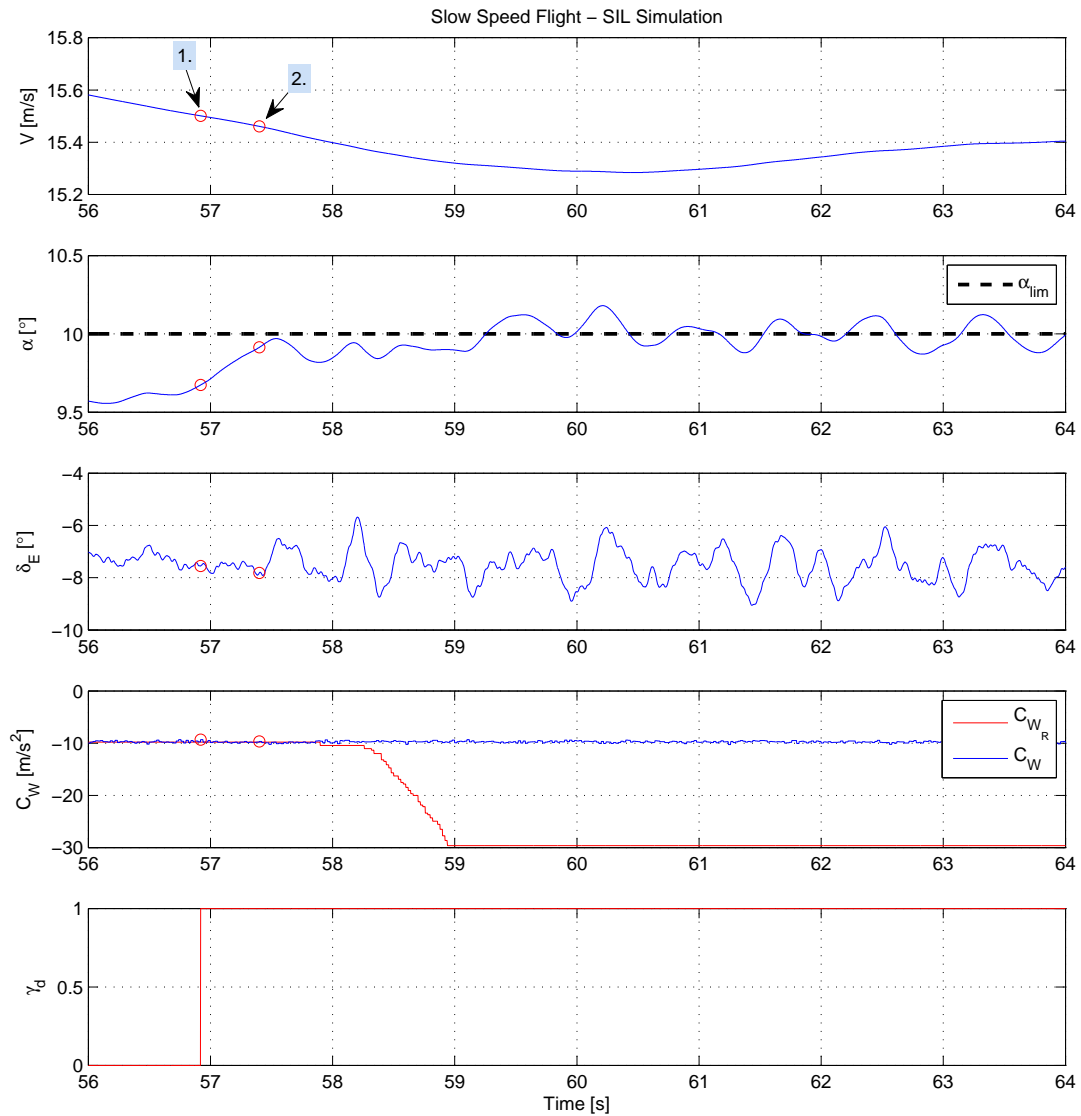 Slow Speed Flight − SIL Simulation
15.8
15.6
15.4
15.2
V [m/s]
1.
2.
56 57 58 59 60 61 62 63 64
10.5
10
9.5
α [°]
α_lim
56 57 58 59 60 61 62 63 64
−4
−6
−8
−10
δ_E [°]
56 57 58 59 60 61 62 63 64
0
−10
−20
−30
C_W [m/s²]
C_W_R
C_W
56 57 58 59 60 61 62 63 64
1
0.5
0
γ_d
56 57 58 59 60 61 62 63 64
Time [s]